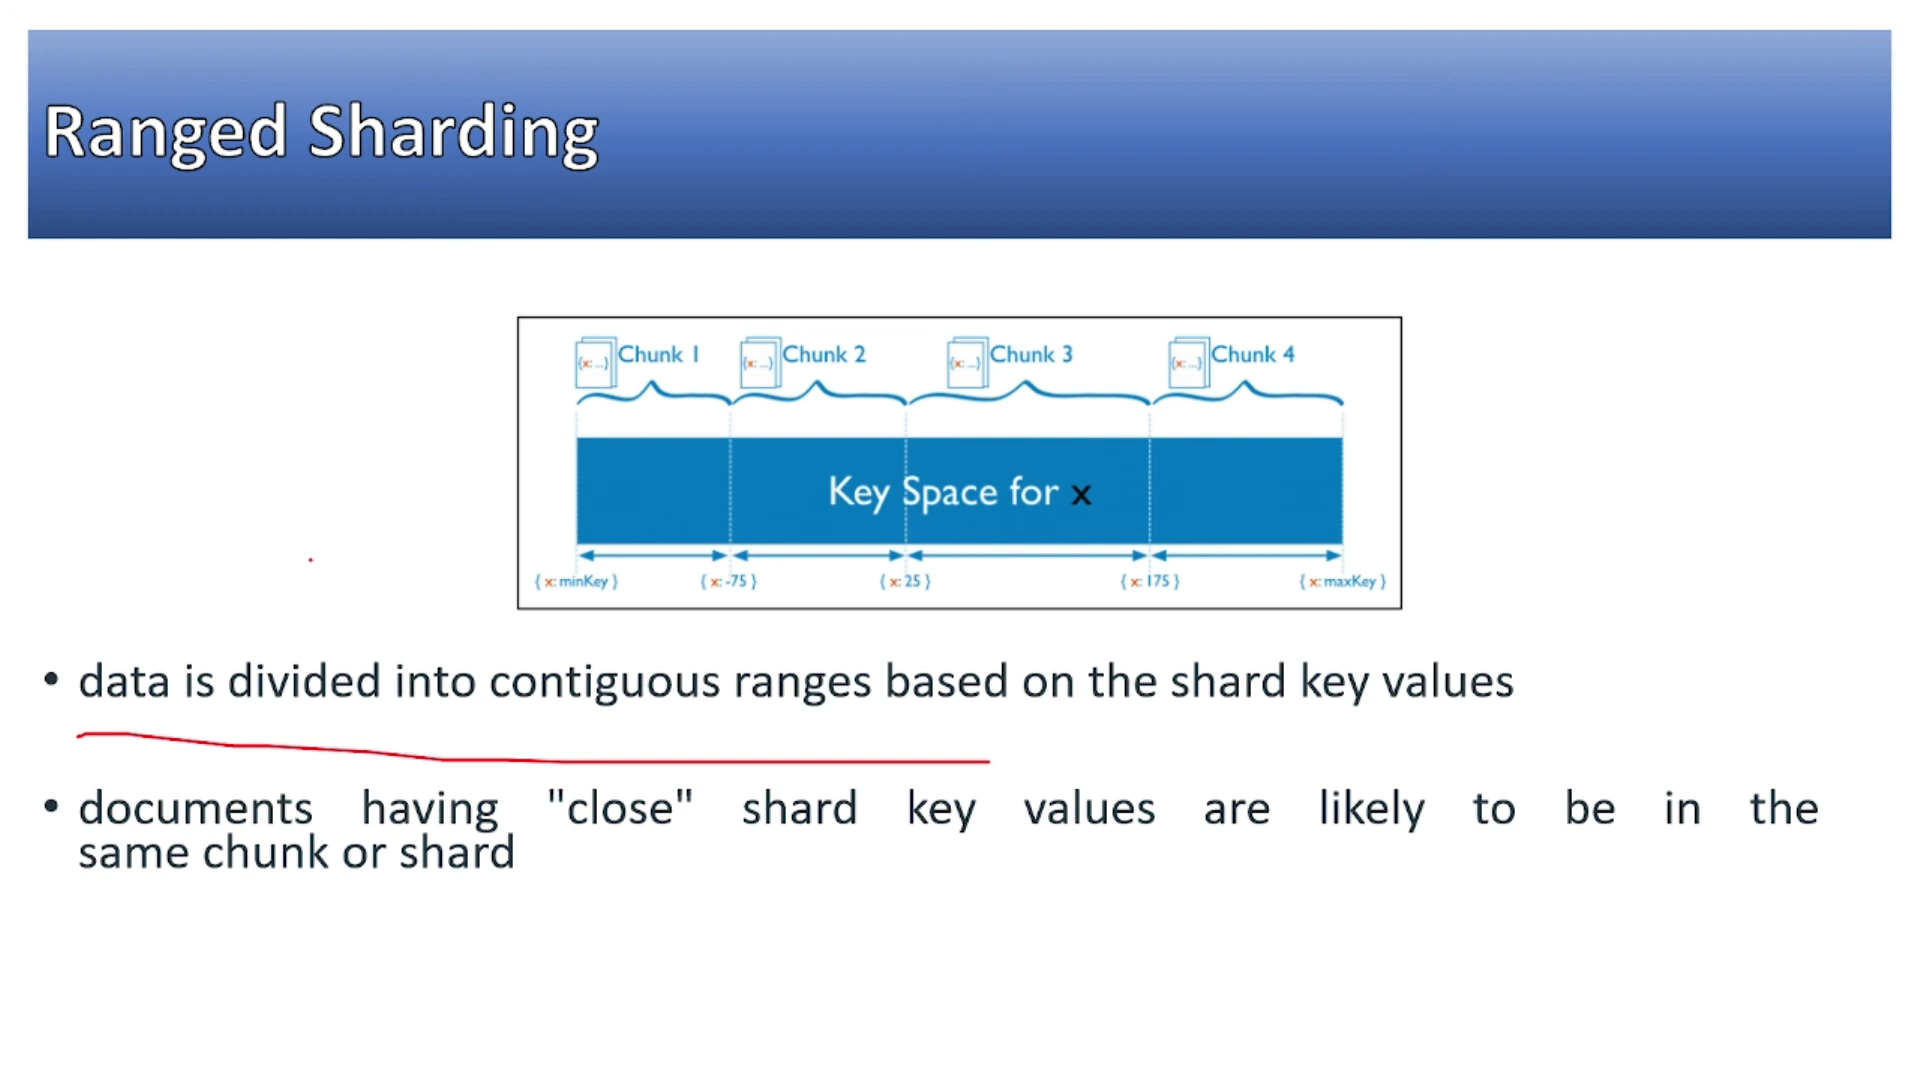 Ranged Sharding
{x: ...} Chunk 1 {x: ...} Chunk 2 {x: ...} Chunk 3 {x: ...} Chunk 4
Key Space for x
{ x: minKey } { x: -75 } { x: 25 } { x: 175 } { x: maxKey }
• data is divided into contiguous ranges based on the shard key values
• documents having "close" shard key values are likely to be in the
same chunk or shard